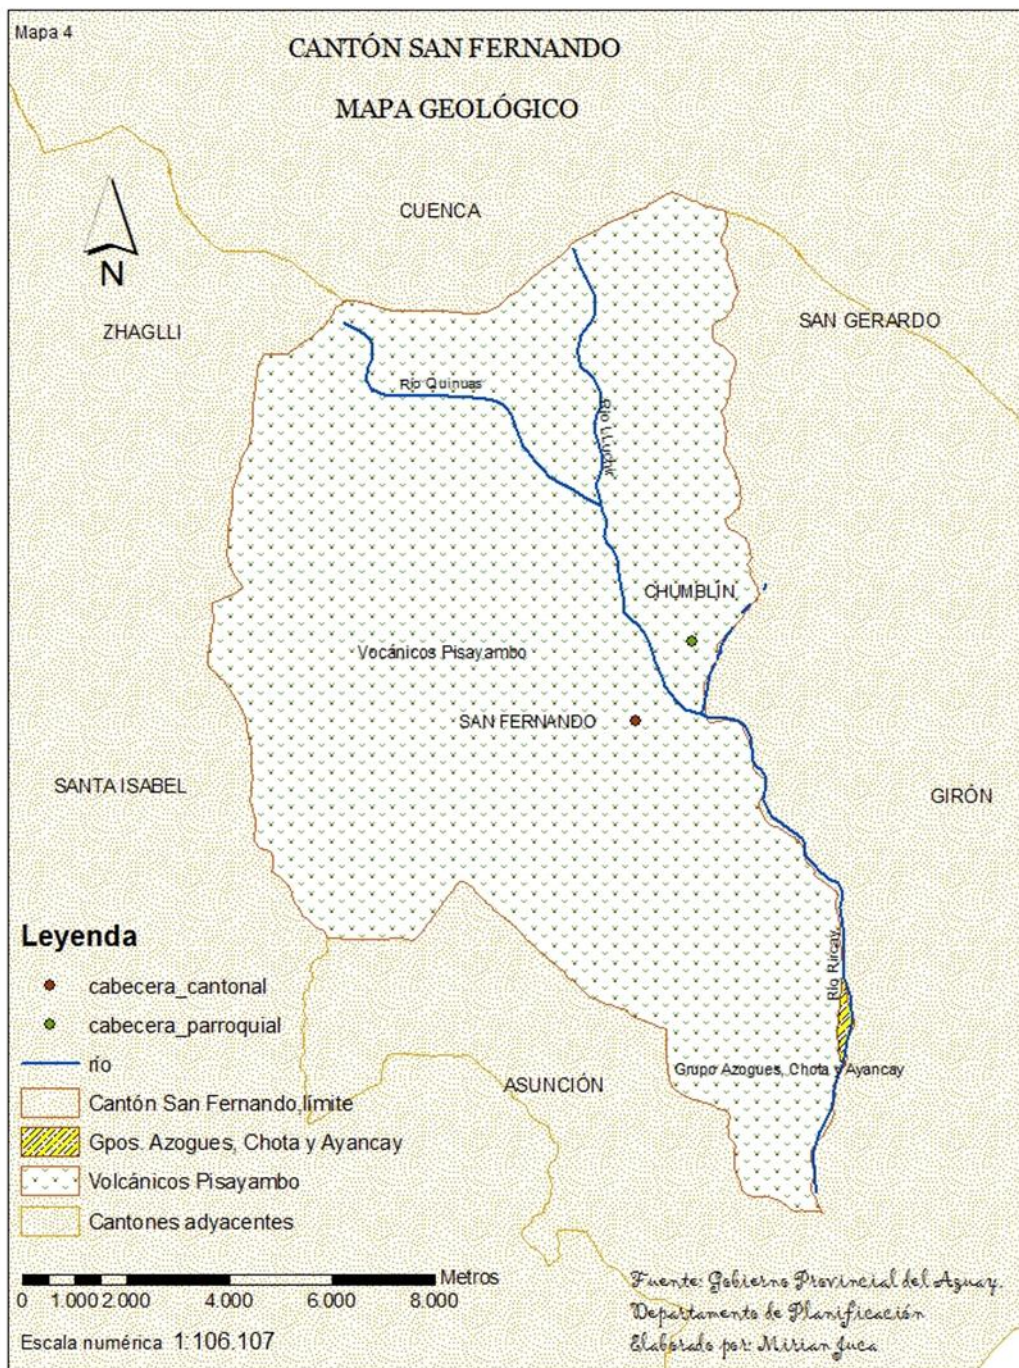 Mapa 4
CANTÓN SAN FERNANDO
MAPA GEOLÓGICO
CUENCA
N
ZHAGLLI
SAN GERARDO
Río Quinuas
Río
CHUMBLÍN
Vocánicos Pisayambo
SAN FERNANDO
SANTA ISABEL
GIRÓN
Río Rircay
Grupo Azogues, Chota y Ayancay
ASUNCIÓN
Leyenda
cabecera_cantonal
cabecera_parroquial
río
Cantón San Fernando,límite
Gpos. Azogues, Chota y Ayancay
Volcánicos Pisayambo
Cantones adyacentes
Metros
0 1.000 2.000 4.000 6.000 8.000
Escala numérica 1:106.107
Fuente: Gobierno Provincial del Azuay.
Departamento de Planificación
Elaborado por: Mirian Juca